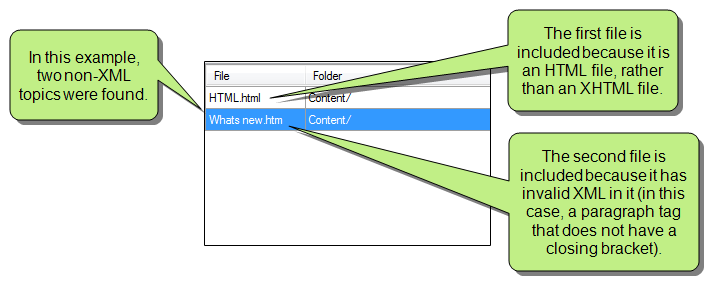 In this example,
two non-XML
topics were found.
File Folder
HTML.html Content/
Whats new.htm Content/
The first file is
included because it is
an HTML file, rather
than an XHTML file.
The second file is
included because it has
invalid XML in it (in this
case, a paragraph tag
that does not have a
closing bracket).